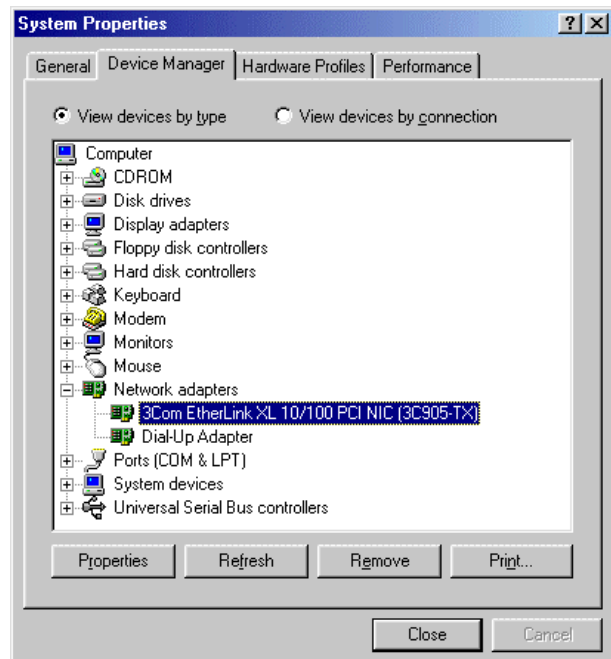 System Properties
General Device Manager Hardware Profiles Performance
View devices by type View devices by connection
Computer
CDROM
Disk drives
Display adapters
Floppy disk controllers
Hard disk controllers
Keyboard
Modem
Monitors
Mouse
Network adapters
3Com EtherLink XL 10/100 PCI NIC (3C905-TX)
Dial-Up Adapter
Ports (COM & LPT)
System devices
Universal Serial Bus controllers
Properties Refresh Remove Print...
Close Cancel